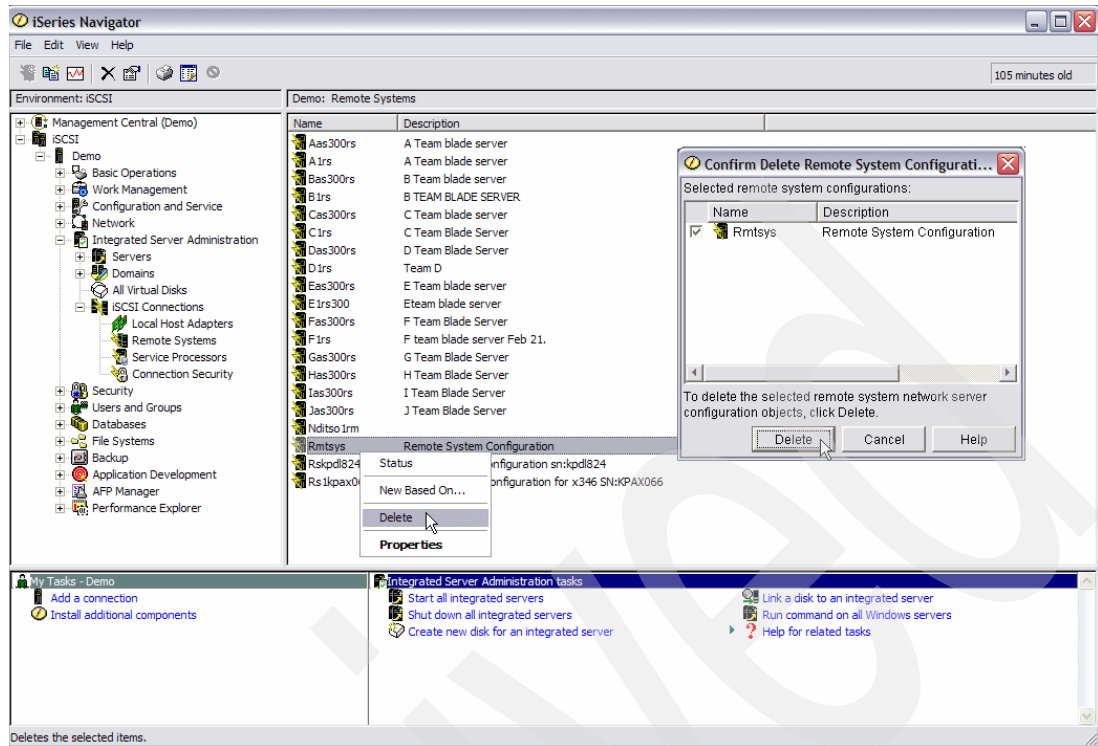 iSeries Navigator
File Edit View Help
105 minutes old
Environment: iSCSI
Demo: Remote Systems
Management Central (Demo)
iSCSI
Demo
Basic Operations
Work Management
Configuration and Service
Network
Integrated Server Administration
Servers
Domains
All Virtual Disks
iSCSI Connections
Local Host Adapters
Remote Systems
Service Processors
Connection Security
Security
Users and Groups
Databases
File Systems
Backup
Application Development
AFP Manager
Performance Explorer
Name Description
Aas300rs A Team blade server
A1rs A Team blade server
Bas300rs B Team blade server
B1rs B TEAM BLADE SERVER
Cas300rs C Team blade server
C1rs C Team Blade Server
Das300rs D Team Blade Server
D1rs Team D
Eas300rs E Team blade server
E1rs300 Eteam blade server
Fas300rs F Team Blade Server
F1rs F team blade server Feb 21.
Gas300rs G Team Blade Server
Has300rs H Team Blade Server
Ias300rs I Team Blade Server
Jas300rs J Team Blade Server
Nditso1rm
Rmtsys Remote System Configuration
Rskpdl824 nfiguration sn:kpdl824
Rs1kpax0 onfiguration for x346 SN:KPAX066
Status
New Based On...
Delete
Properties
Confirm Delete Remote System Configurati...
Selected remote system configurations:
Name Description
Rmtsys Remote System Configuration
To delete the selected remote system network server
configuration objects, click Delete.
Delete Cancel Help
My Tasks - Demo
Add a connection
Install additional components
Integrated Server Administration tasks
Start all integrated servers
Shut down all integrated servers
Create new disk for an integrated server
Link a disk to an integrated server
Run command on all Windows servers
Help for related tasks
Deletes the selected items.